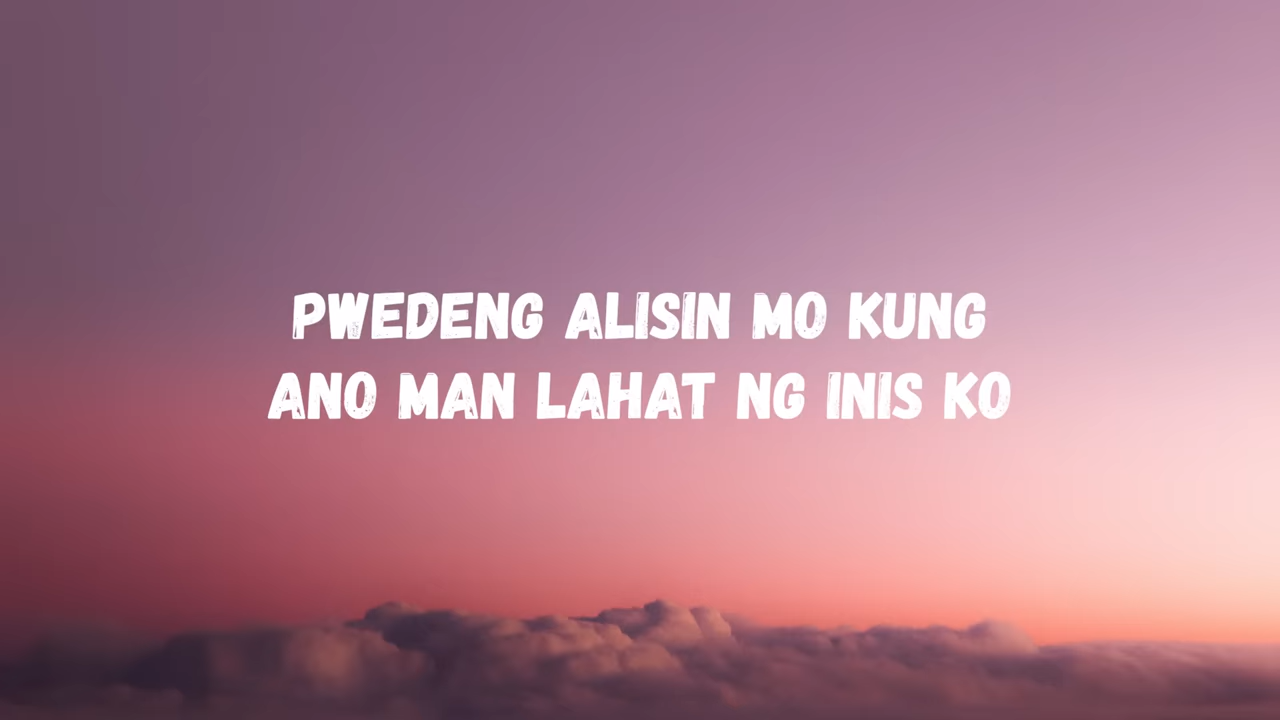 PWEDENG ALISIN MO KUNG
ANO MAN LAHAT NG INIS KO